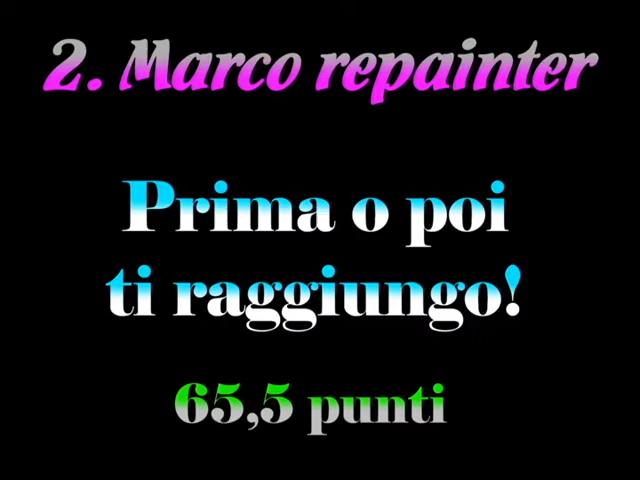 2. Marco repainter
Prima o poi
ti raggiungo!
65,5 punti